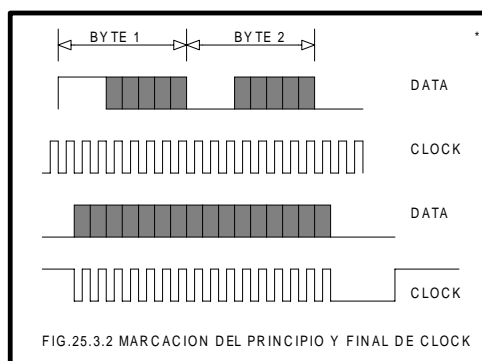 BYTE 1 BYTE 2 *
DATA
CLOCK
DATA
CLOCK
FIG.25.3.2 MARCACION DEL PRINCIPIO Y FINAL DE CLOCK